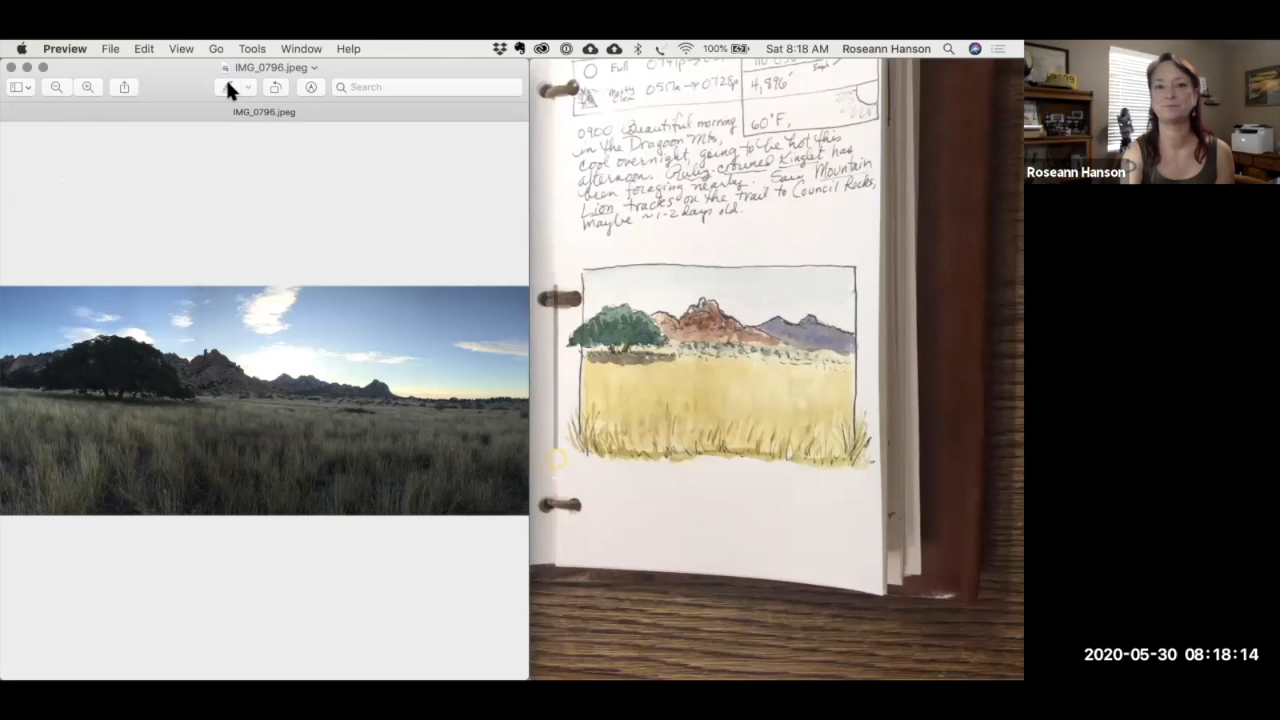 Preview File Edit View Go Tools Window Help 100% Sat 8:18 AM Roseann Hanson
IMG_0796.jpeg
Search
IMG_0796.jpeg
Full
mostly clear 0517a → 0728p
4,896'
60°F,
0900 Beautiful morning
in the Dragoon Mts,
cool overnight, going to be hot this
afternoon. Ruby-crowned Kinglet has
been foraging nearby. Saw Mountain
Lion tracks on the trail to Council Rocks,
maybe ~1-2 days old.
Roseann Hanson
2020-05-30 08:18:14